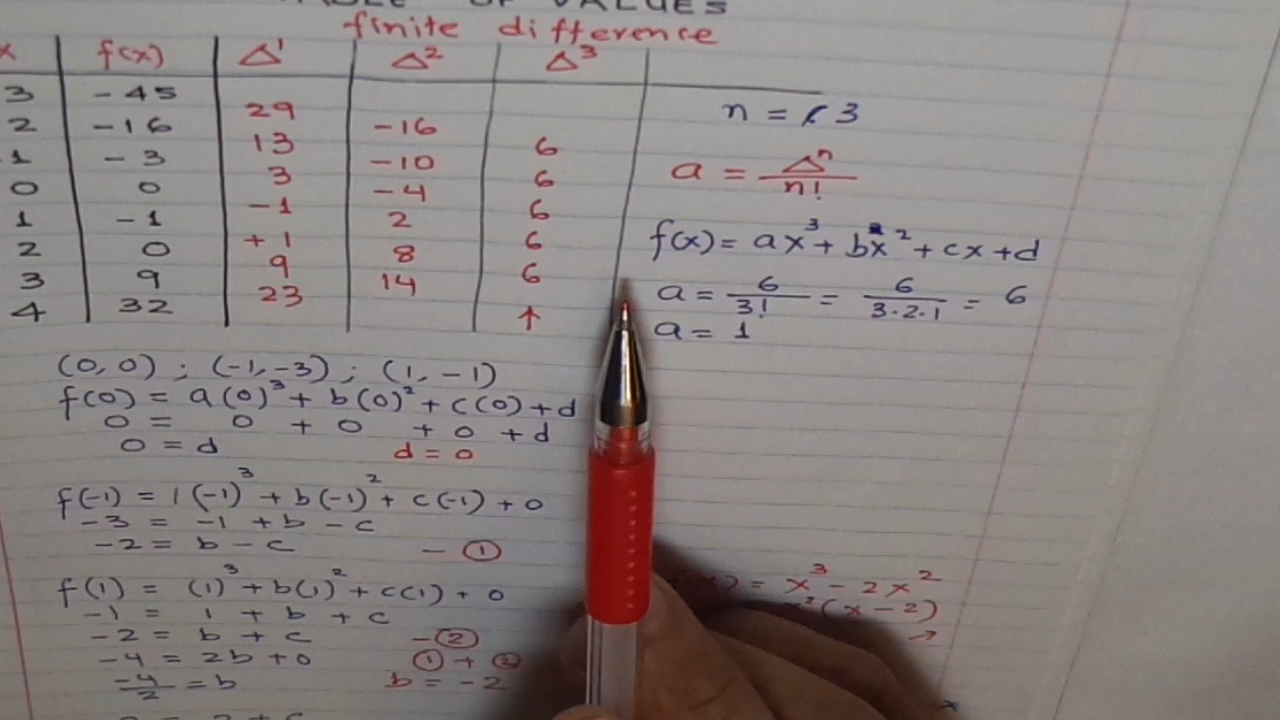 OF VALUES
finite difference
x f(x) Δ¹ Δ² Δ³
3 -45
29
2 -16 -16
13 6
1 -3 -10
3 6
0 0 -4
-1 6
1 -1 2
+1 6
2 0 8
9 6
3 9 14
23
4 32 ↑
n = 3
a = Δⁿ/n!
f(x) = ax³ + bx² + cx + d
a = 6/3! = 6/3·2·1 = 6
a = 1
(0, 0) ; (-1, -3) ; (1, -1)
f(0) = a(0)³ + b(0)² + c(0) + d
0 = 0 + 0 + 0 + d
0 = d d = 0
f(-1) = 1(-1)³ + b(-1)² + c(-1) + 0
-3 = -1 + b - c
-2 = b - c - ①
f(1) = (1)³ + b(1)² + c(1) + 0
-1 = 1 + b + c
-2 = b + c - ②
-4 = 2b + 0 ① + ②
-4/2 = b b = -2
= x³ - 2x²
x²(x - 2)
→